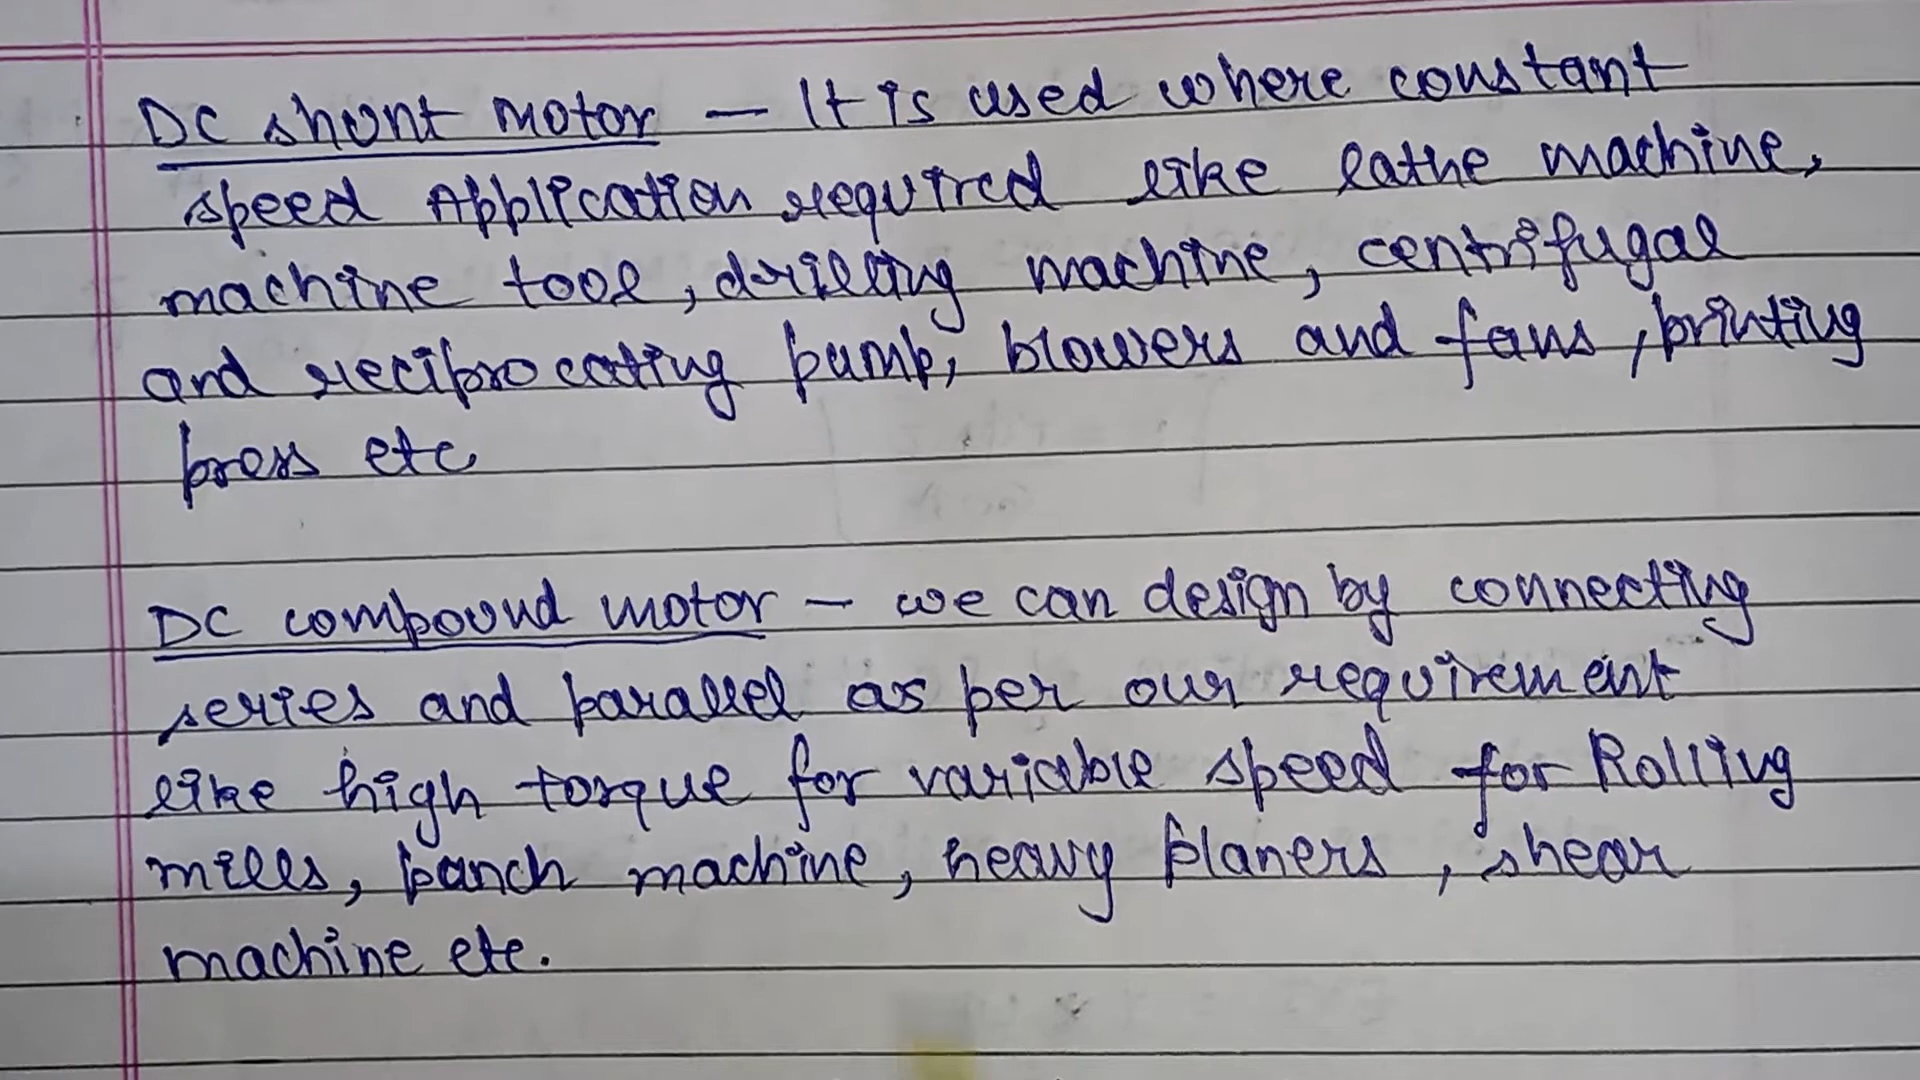 DC shunt motor – It is used where constant
speed Application required like lathe machine,
machine tool, drilling machine, centrifugal
and reciprocating pump, blowers and fans, printing
press etc
DC compound motor – we can design by connecting
series and parallel as per our requirement
like high torque for variable speed for Rolling
mills, panch machine, heavy planers, shear
machine etc.